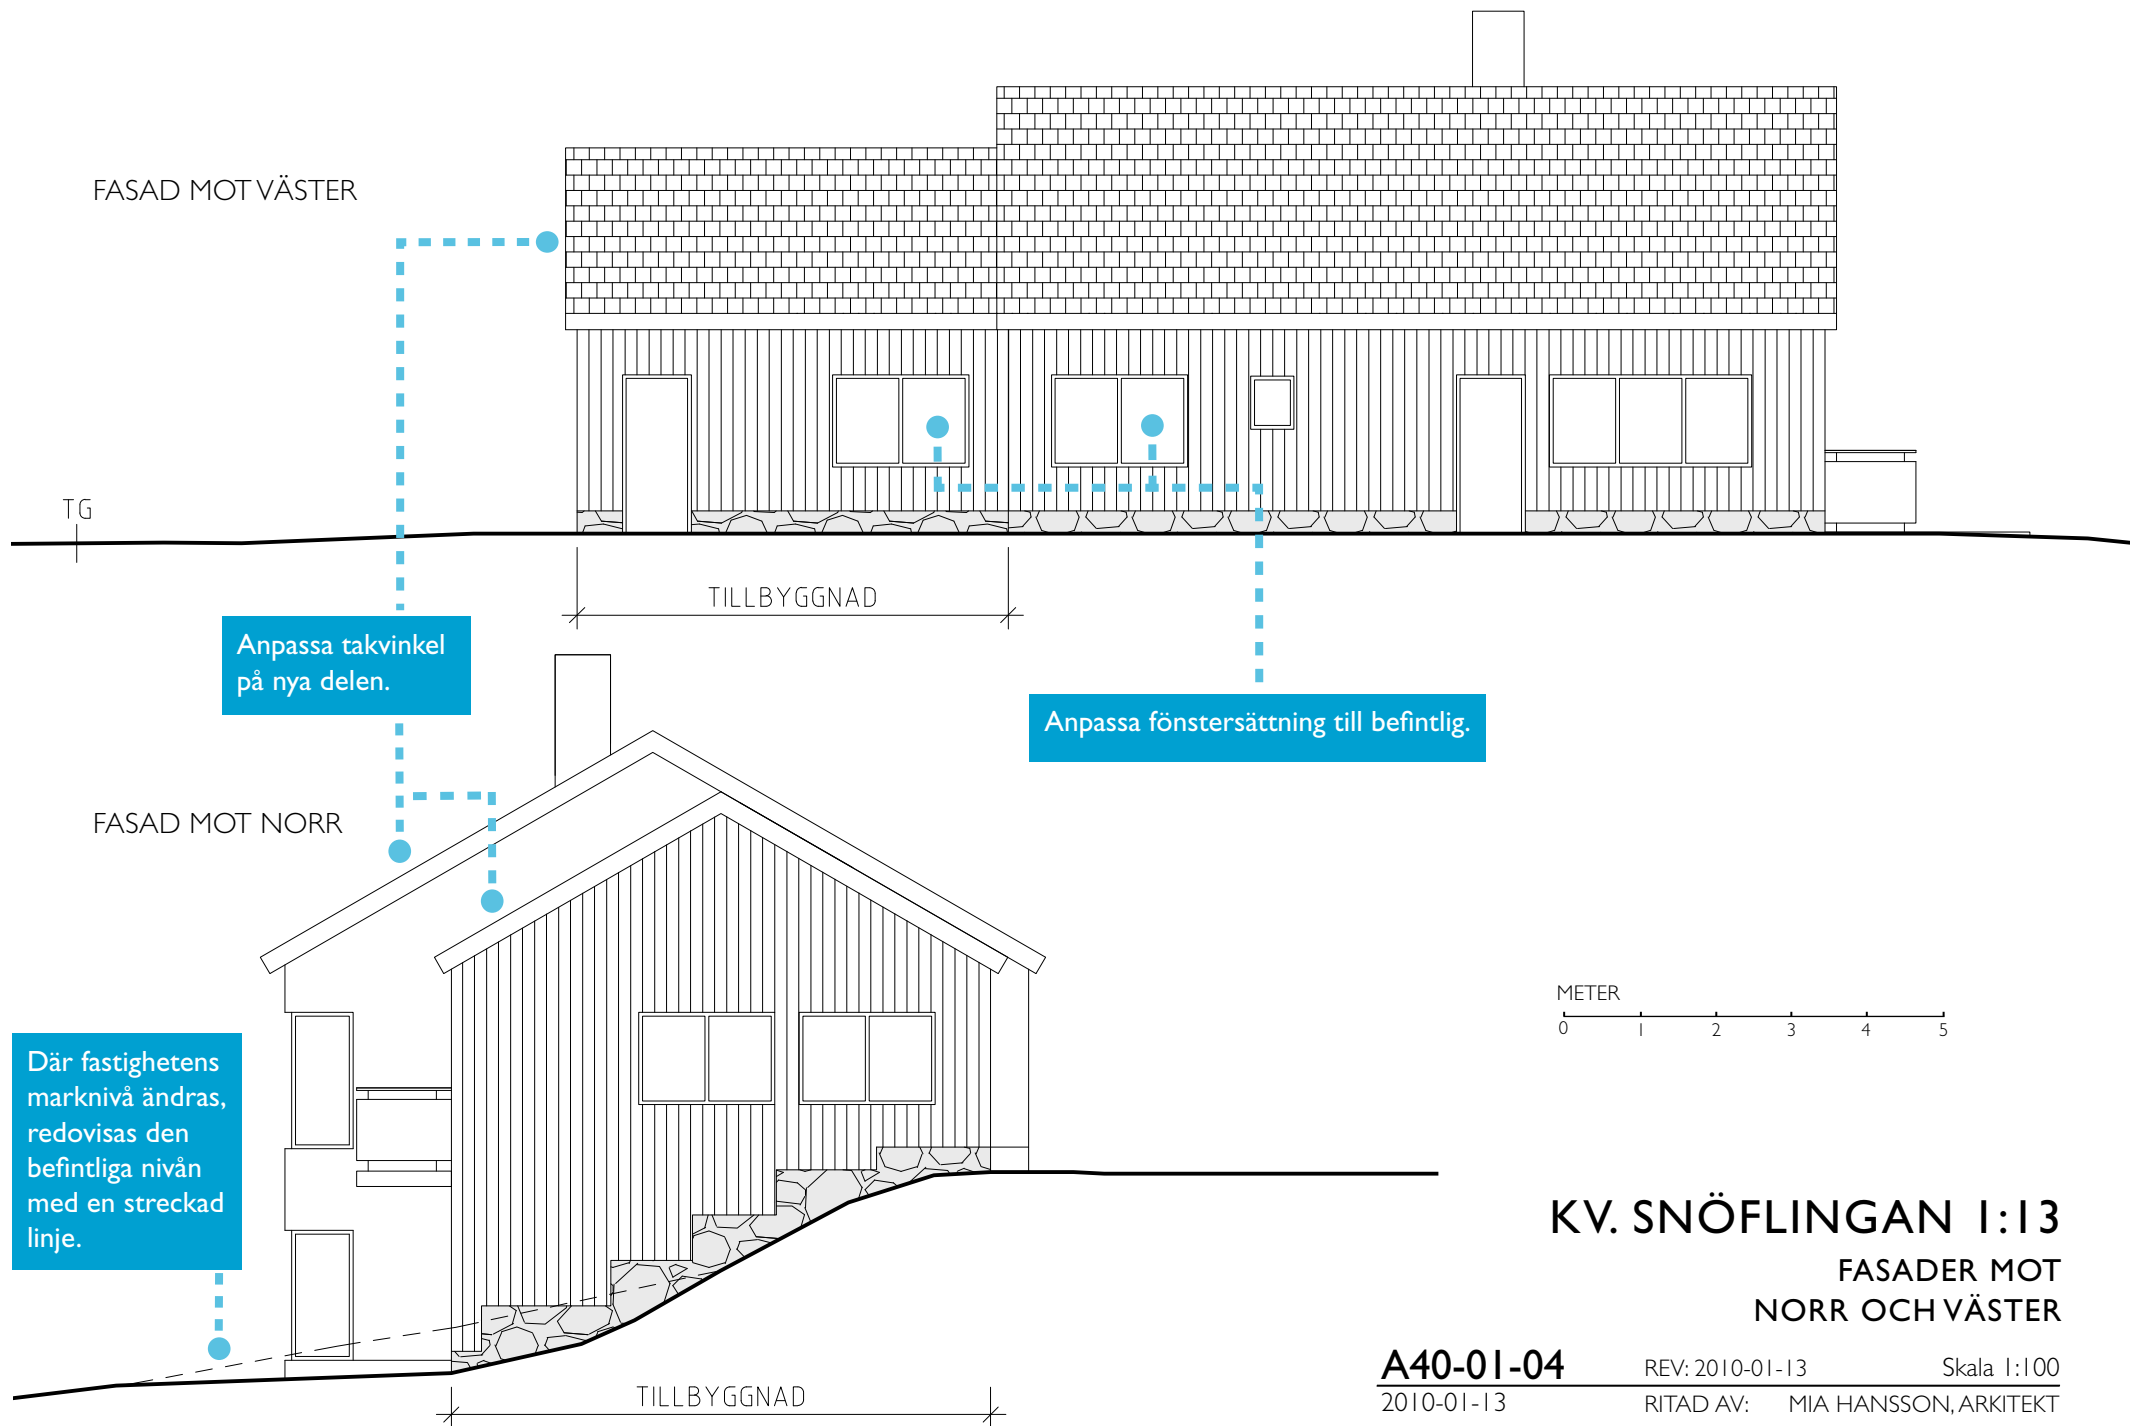 FASAD MOT VÄSTER
TG
TILLBYGGNAD
Anpassa takvinkel
på nya delen.
Anpassa fönstersättning till befintlig.
FASAD MOT NORR
METER
0 1 2 3 4 5
Där fastighetens
marknivå ändras,
redovisas den
befintliga nivån
med en streckad
linje.
TILLBYGGNAD
KV. SNÖFLINGAN 1:13
FASADER MOT
NORR OCH VÄSTER
A40-01-04 REV: 2010-01-13 Skala 1:100
2010-01-13 RITAD AV: MIA HANSSON, ARKITEKT